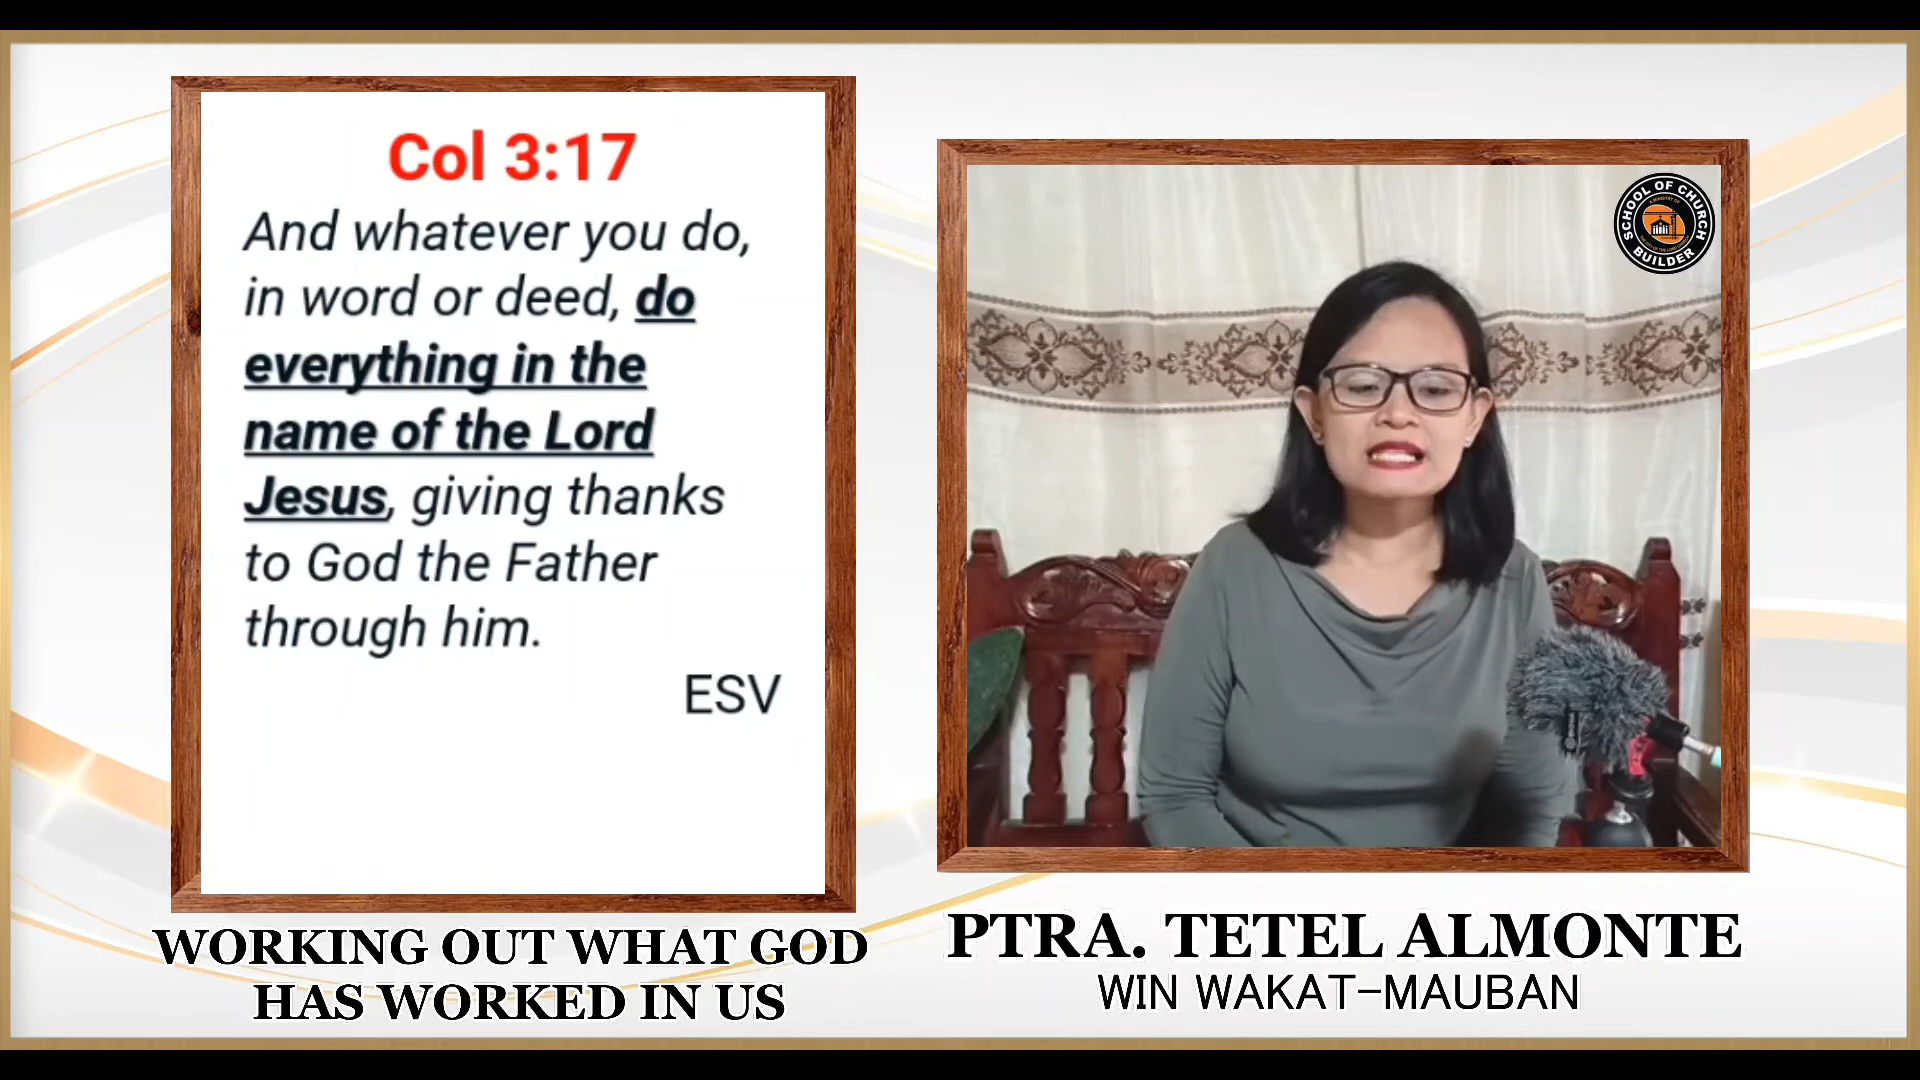 Col 3:17
And whatever you do,
in word or deed, do
everything in the
name of the Lord
Jesus, giving thanks
to God the Father
through him.
ESV
WORKING OUT WHAT GOD
HAS WORKED IN US
SCHOOL OF CHURCH
BUILDER
PTRA. TETEL ALMONTE
WIN WAKAT-MAUBAN